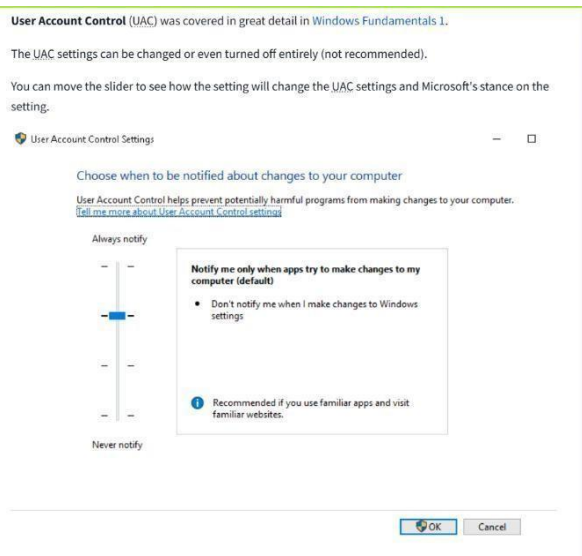 User Account Control (UAC) was covered in great detail in Windows Fundamentals 1.
The UAC settings can be changed or even turned off entirely (not recommended).
You can move the slider to see how the setting will change the UAC settings and Microsoft's stance on the
setting.
User Account Control Settings
Choose when to be notified about changes to your computer
User Account Control helps prevent potentially harmful programs from making changes to your computer.
Tell me more about User Account Control settings
Always notify
Notify me only when apps try to make changes to my
computer (default)
• Don't notify me when I make changes to Windows
settings
Recommended if you use familiar apps and visit
familiar websites.
Never notify
OK Cancel